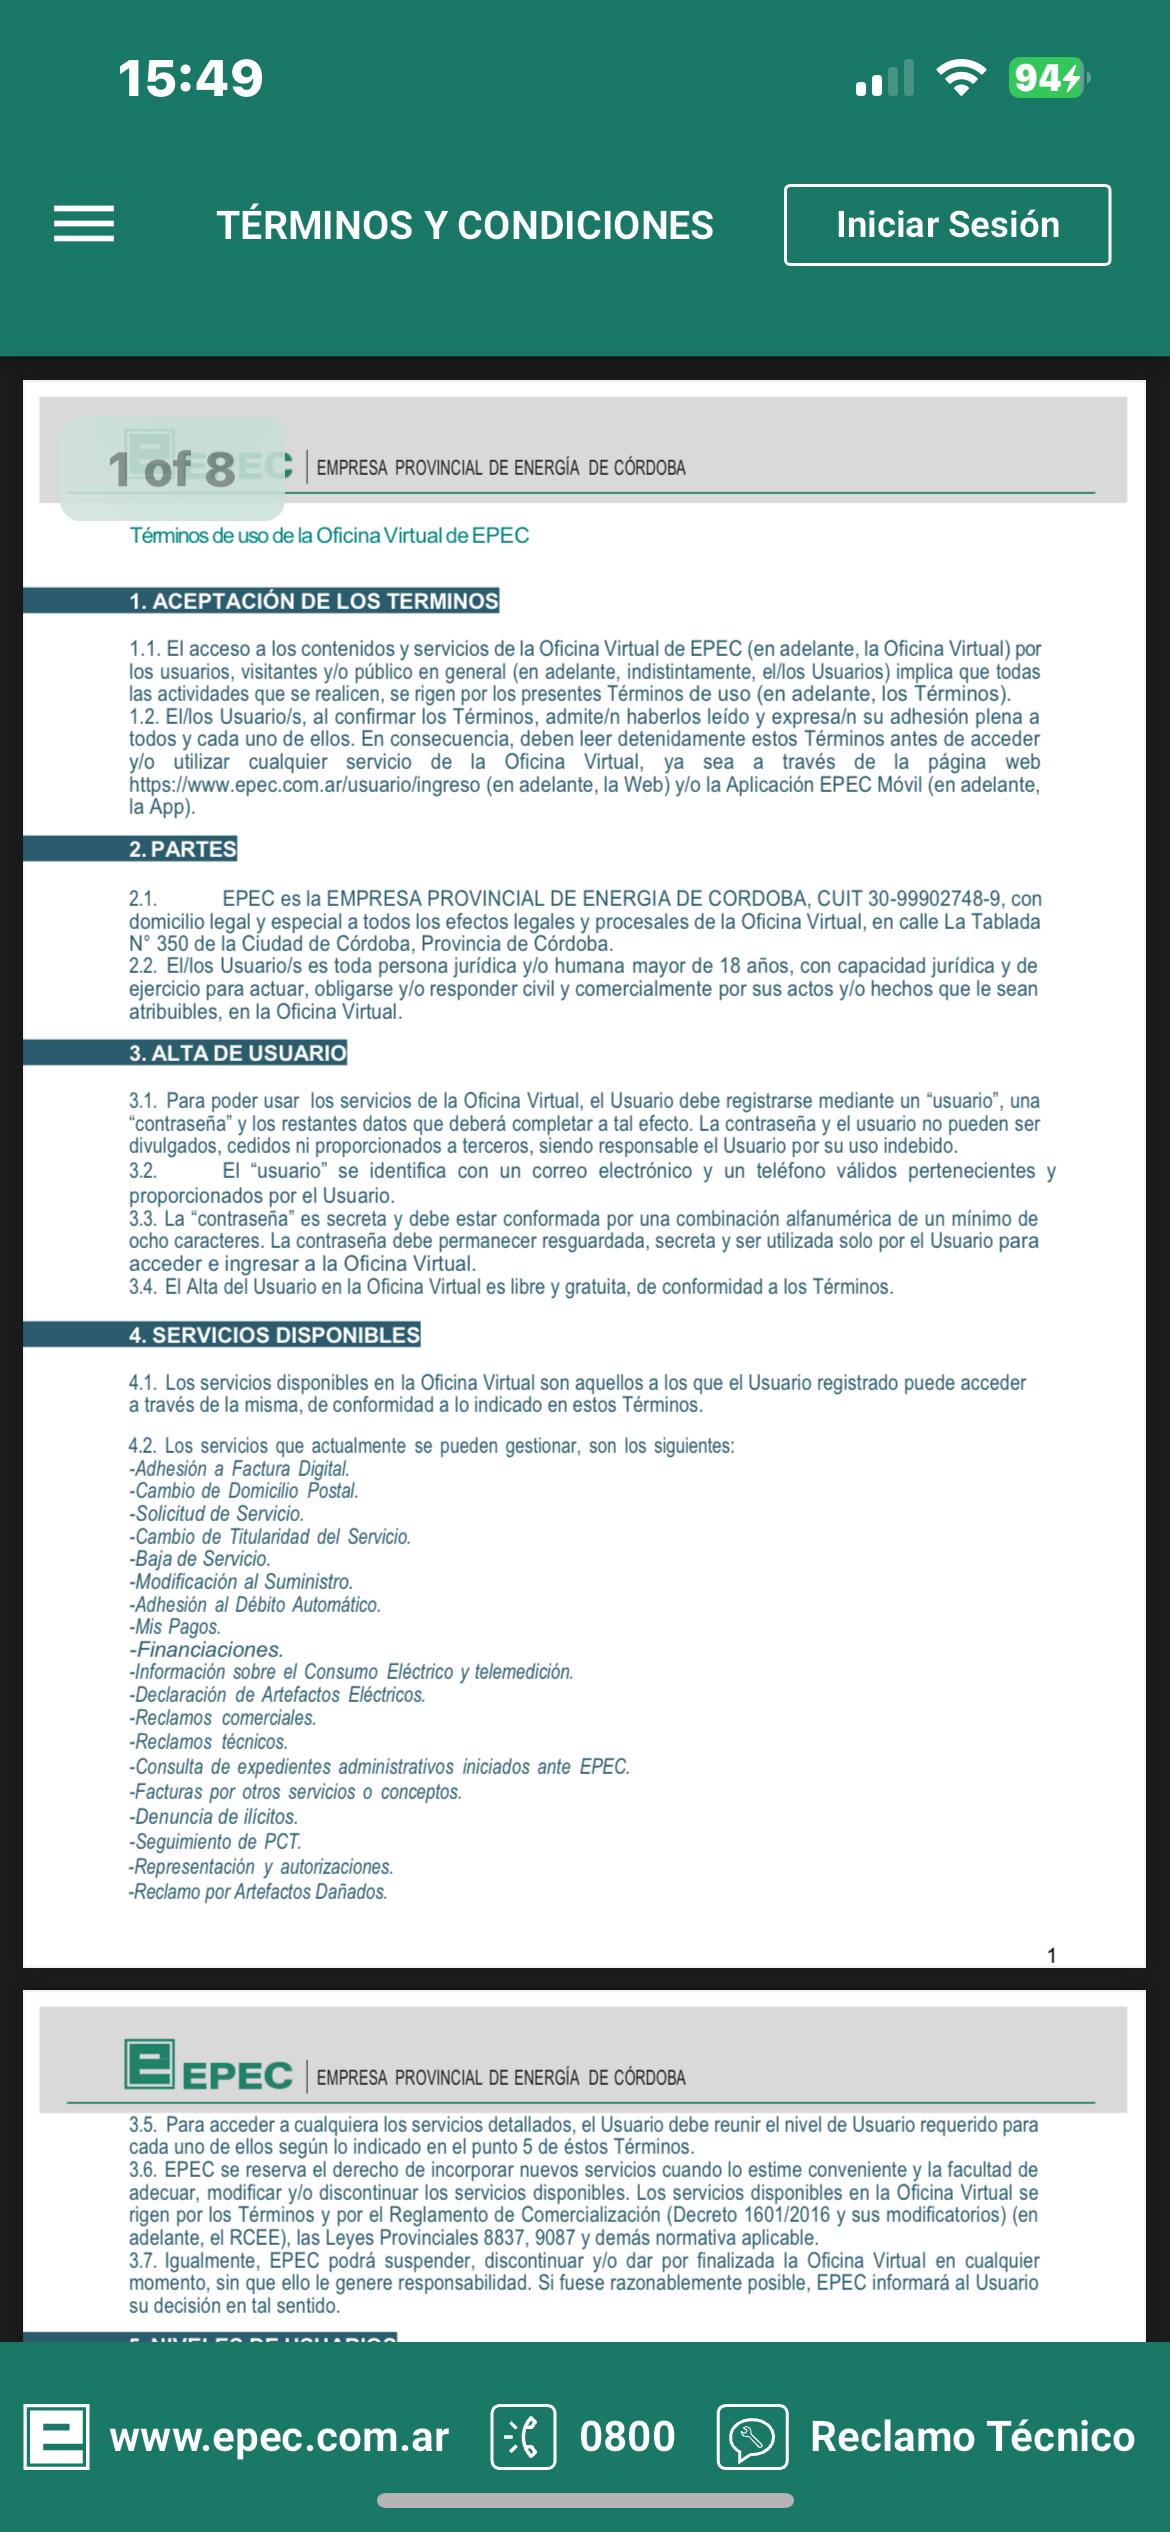 15:49
94
TÉRMINOS Y CONDICIONES
Iniciar Sesión
1 of 8
EMPRESA PROVINCIAL DE ENERGÍA DE CÓRDOBA
Términos de uso de la Oficina Virtual de EPEC
1. ACEPTACIÓN DE LOS TERMINOS
1.1. El acceso a los contenidos y servicios de la Oficina Virtual de EPEC (en adelante, la Oficina Virtual) por
los usuarios, visitantes y/o público en general (en adelante, indistintamente, el/los Usuarios) implica que todas
las actividades que se realicen, se rigen por los presentes Términos de uso (en adelante, los Términos).
1.2. El/los Usuario/s, al confirmar los Términos, admite/n haberlos leído y expresa/n su adhesión plena a
todos y cada uno de ellos. En consecuencia, deben leer detenidamente estos Términos antes de acceder
y/o utilizar cualquier servicio de la Oficina Virtual, ya sea a través de la página web
https://www.epec.com.ar/usuario/ingreso (en adelante, la Web) y/o la Aplicación EPEC Móvil (en adelante,
la App).
2. PARTES
2.1. EPEC es la EMPRESA PROVINCIAL DE ENERGIA DE CORDOBA, CUIT 30-99902748-9, con
domicilio legal y especial a todos los efectos legales y procesales de la Oficina Virtual, en calle La Tablada
N° 350 de la Ciudad de Córdoba, Provincia de Córdoba.
2.2. El/los Usuario/s es toda persona jurídica y/o humana mayor de 18 años, con capacidad jurídica y de
ejercicio para actuar, obligarse y/o responder civil y comercialmente por sus actos y/o hechos que le sean
atribuibles, en la Oficina Virtual.
3. ALTA DE USUARIO
3.1. Para poder usar los servicios de la Oficina Virtual, el Usuario debe registrarse mediante un “usuario”, una
“contraseña” y los restantes datos que deberá completar a tal efecto. La contraseña y el usuario no pueden ser
divulgados, cedidos ni proporcionados a terceros, siendo responsable el Usuario por su uso indebido.
3.2. El “usuario” se identifica con un correo electrónico y un teléfono válidos pertenecientes y
proporcionados por el Usuario.
3.3. La “contraseña” es secreta y debe estar conformada por una combinación alfanumérica de un mínimo de
ocho caracteres. La contraseña debe permanecer resguardada, secreta y ser utilizada solo por el Usuario para
acceder e ingresar a la Oficina Virtual.
3.4. El Alta del Usuario en la Oficina Virtual es libre y gratuita, de conformidad a los Términos.
4. SERVICIOS DISPONIBLES
4.1. Los servicios disponibles en la Oficina Virtual son aquellos a los que el Usuario registrado puede acceder
a través de la misma, de conformidad a lo indicado en estos Términos.
4.2. Los servicios que actualmente se pueden gestionar, son los siguientes:
-Adhesión a Factura Digital.
-Cambio de Domicilio Postal.
-Solicitud de Servicio.
-Cambio de Titularidad del Servicio.
-Baja de Servicio.
-Modificación al Suministro.
-Adhesión al Débito Automático.
-Mis Pagos.
-Financiaciones.
-Información sobre el Consumo Eléctrico y telemedición.
-Declaración de Artefactos Eléctricos.
-Reclamos comerciales.
-Reclamos técnicos.
-Consulta de expedientes administrativos iniciados ante EPEC.
-Facturas por otros servicios o conceptos.
-Denuncia de ilícitos.
-Seguimiento de PCT.
-Representación y autorizaciones.
-Reclamo por Artefactos Dañados.
1
EPEC EMPRESA PROVINCIAL DE ENERGÍA DE CÓRDOBA
3.5. Para acceder a cualquiera los servicios detallados, el Usuario debe reunir el nivel de Usuario requerido para
cada uno de ellos según lo indicado en el punto 5 de éstos Términos.
3.6. EPEC se reserva el derecho de incorporar nuevos servicios cuando lo estime conveniente y la facultad de
adecuar, modificar y/o discontinuar los servicios disponibles. Los servicios disponibles en la Oficina Virtual se
rigen por los Términos y por el Reglamento de Comercialización (Decreto 1601/2016 y sus modificatorios) (en
adelante, el RCEE), las Leyes Provinciales 8837, 9087 y demás normativa aplicable.
3.7. Igualmente, EPEC podrá suspender, discontinuar y/o dar por finalizada la Oficina Virtual en cualquier
momento, sin que ello le genere responsabilidad. Si fuese razonablemente posible, EPEC informará al Usuario
su decisión en tal sentido.
5. NIVELES DE USUARIOS
www.epec.com.ar
0800
Reclamo Técnico